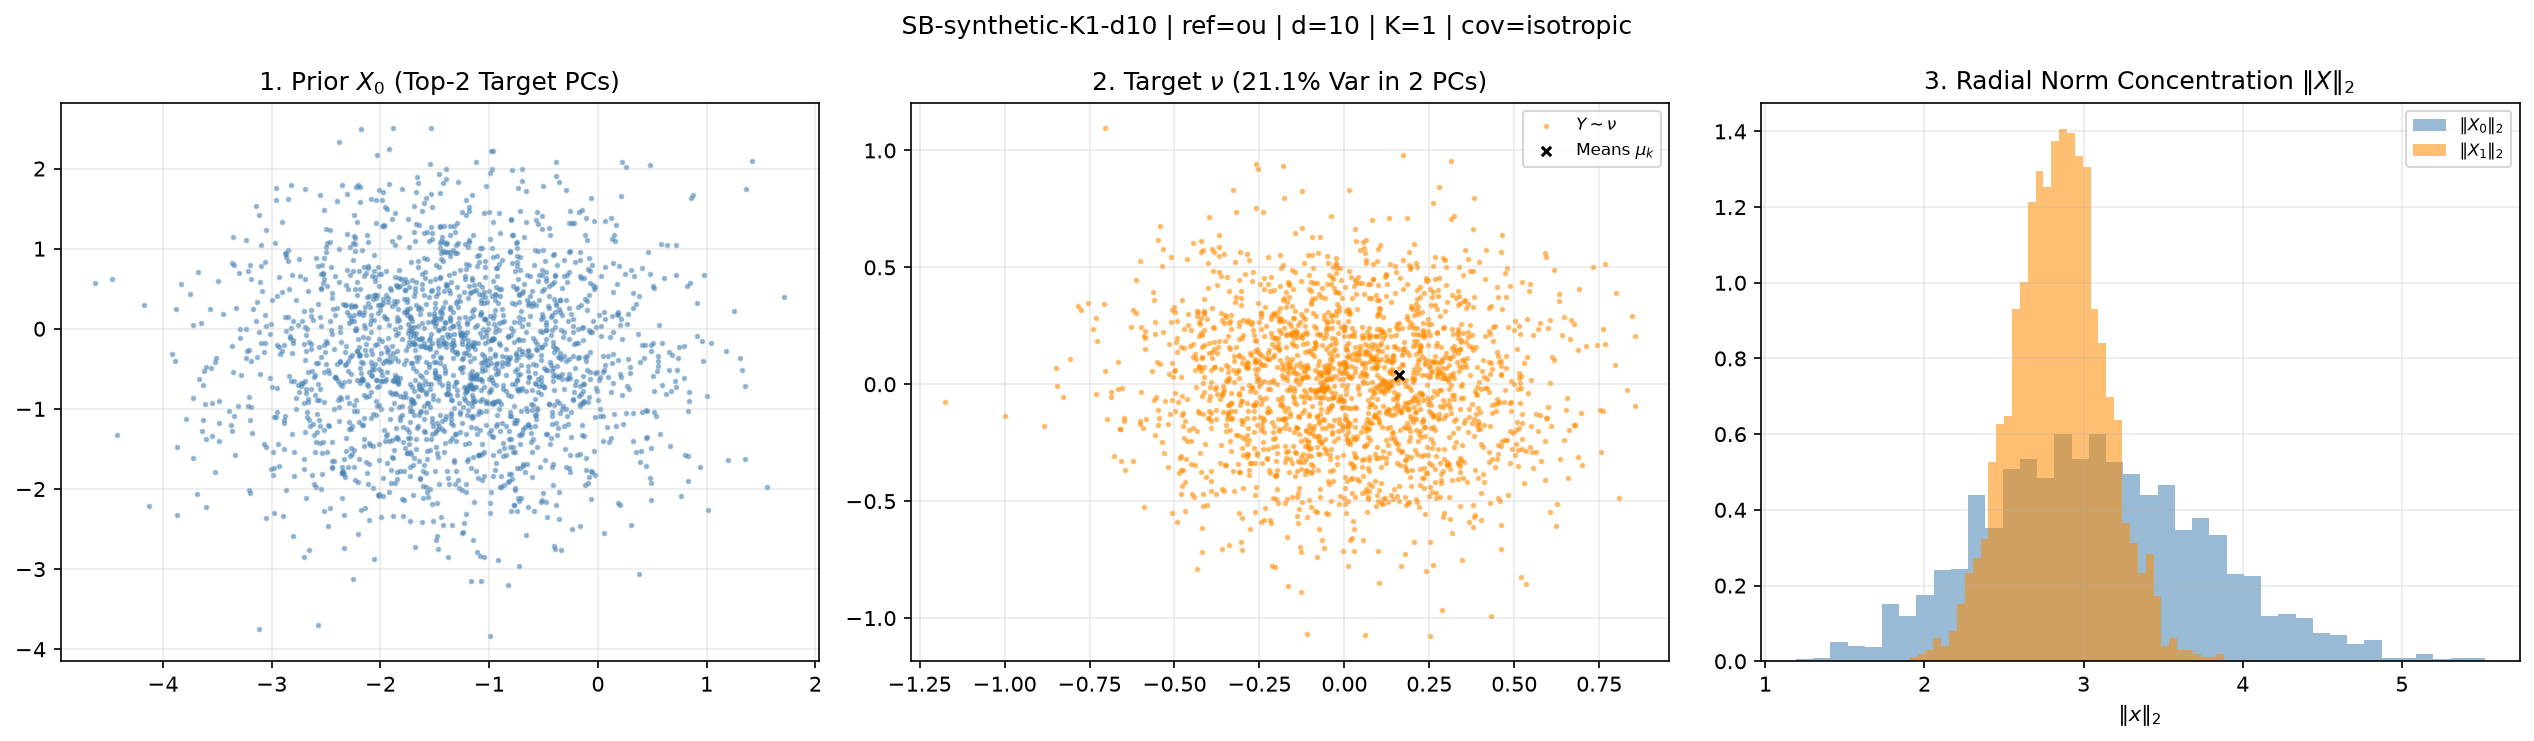 SB-synthetic-K1-d10 | ref=ou | d=10 | K=1 | cov=isotropic
1. Prior X₀ (Top-2 Target PCs)
2
1
0
−1
−2
−3
−4
−4 −3 −2 −1 0 1 2
2. Target ν (21.1% Var in 2 PCs)
Y ∼ ν
Means μₖ
1.0
0.5
0.0
−0.5
−1.0
−1.25 −1.00 −0.75 −0.50 −0.25 0.00 0.25 0.50 0.75
3. Radial Norm Concentration ‖X‖₂
‖X₀‖₂
‖X₁‖₂
1.4
1.2
1.0
0.8
0.6
0.4
0.2
0.0
1 2 3 4 5
‖x‖₂